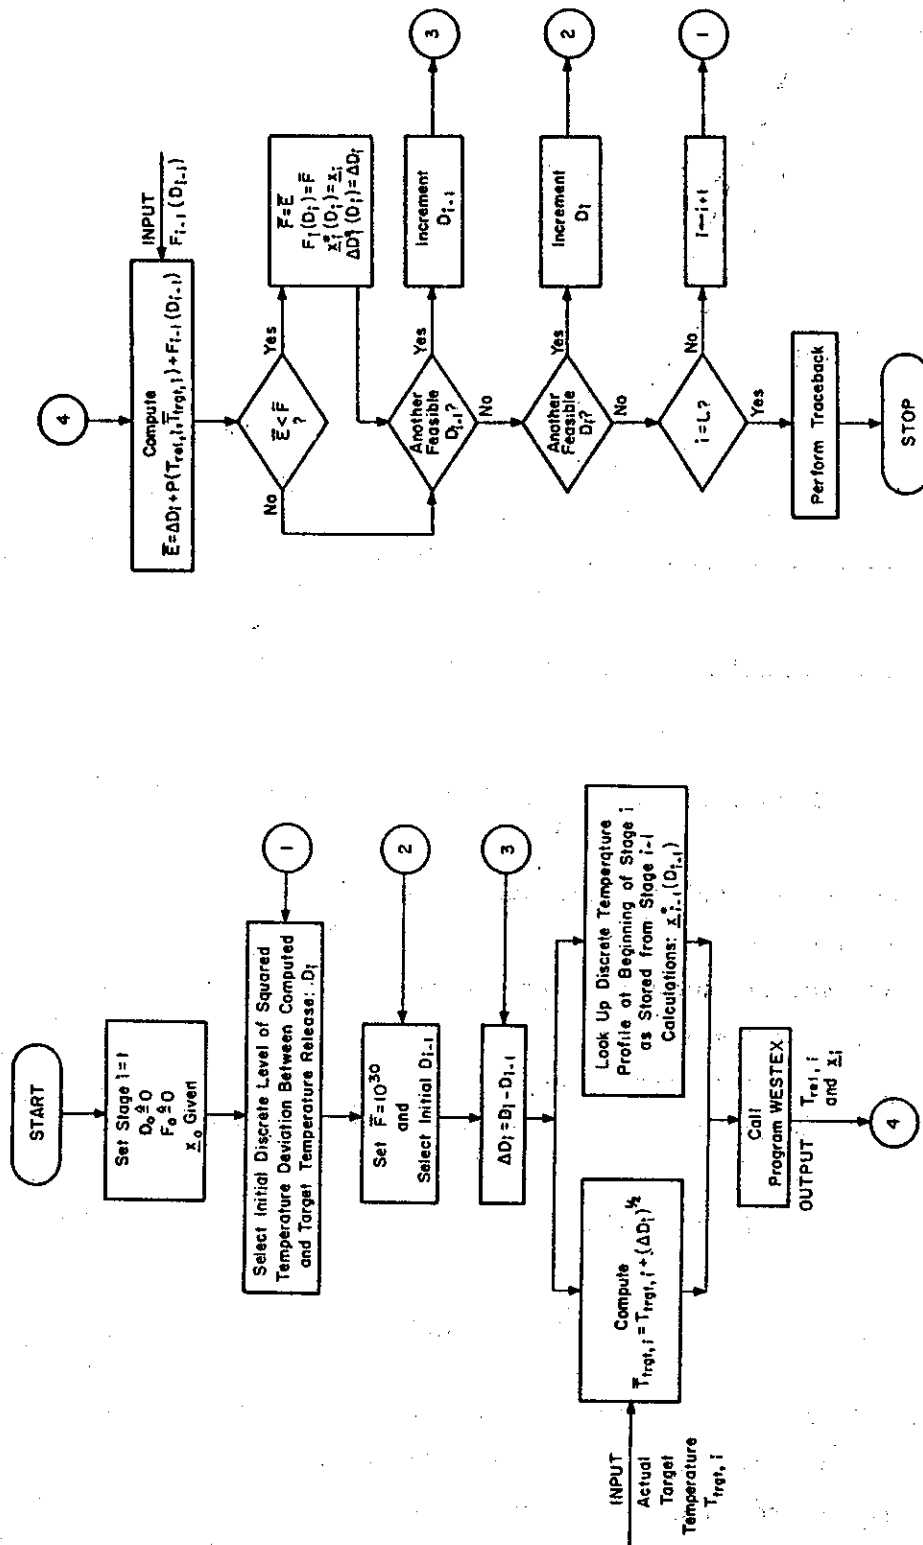 START
Set Stage i=1
D₀≙0
F₀≙0
x₀ Given
Select Initial Discrete Level of Squared
Temperature Deviation Between Computed
and Target Temperature Release: Dᵢ
1
Set F̅=10³⁰
and
Select Initial Dᵢ₋₁
2
ΔDᵢ=Dᵢ-Dᵢ₋₁
3
INPUT
Actual
Target
Temperature
Tₜᵣgₜ, ᵢ
Compute
T̅ₜᵣgₜ, ᵢ=Tₜᵣgₜ, ᵢ+(ΔDᵢ)^½
Look Up Discrete Temperature
Profile at Beginning of Stage i
as Stored from Stage i-1
Calculations: x*ᵢ₋₁(Dᵢ₋₁)
Call
Program WESTEX
OUTPUT
Tᵣₑₗ, ᵢ
and xᵢ
4
4
INPUT
Fᵢ₋₁ (Dᵢ₋₁)
Compute
E̅=ΔDᵢ+P(Tᵣₑₗ,ᵢ,T̅ₜᵣgₜ,ᵢ)+Fᵢ₋₁(Dᵢ₋₁)
E̅<F̅
?
Yes
No
F̅=E̅
Fᵢ(Dᵢ)=F̅
x*ᵢ(Dᵢ)=xᵢ
ΔD*ᵢ(Dᵢ)=ΔDᵢ
Another
Feasible
Dᵢ₋₁?
Yes
No
Increment
Dᵢ₋₁
3
Another
Feasible
Dᵢ?
Yes
No
Increment
Dᵢ
2
i=L?
No
Yes
i←i+1
1
Perform Traceback
STOP